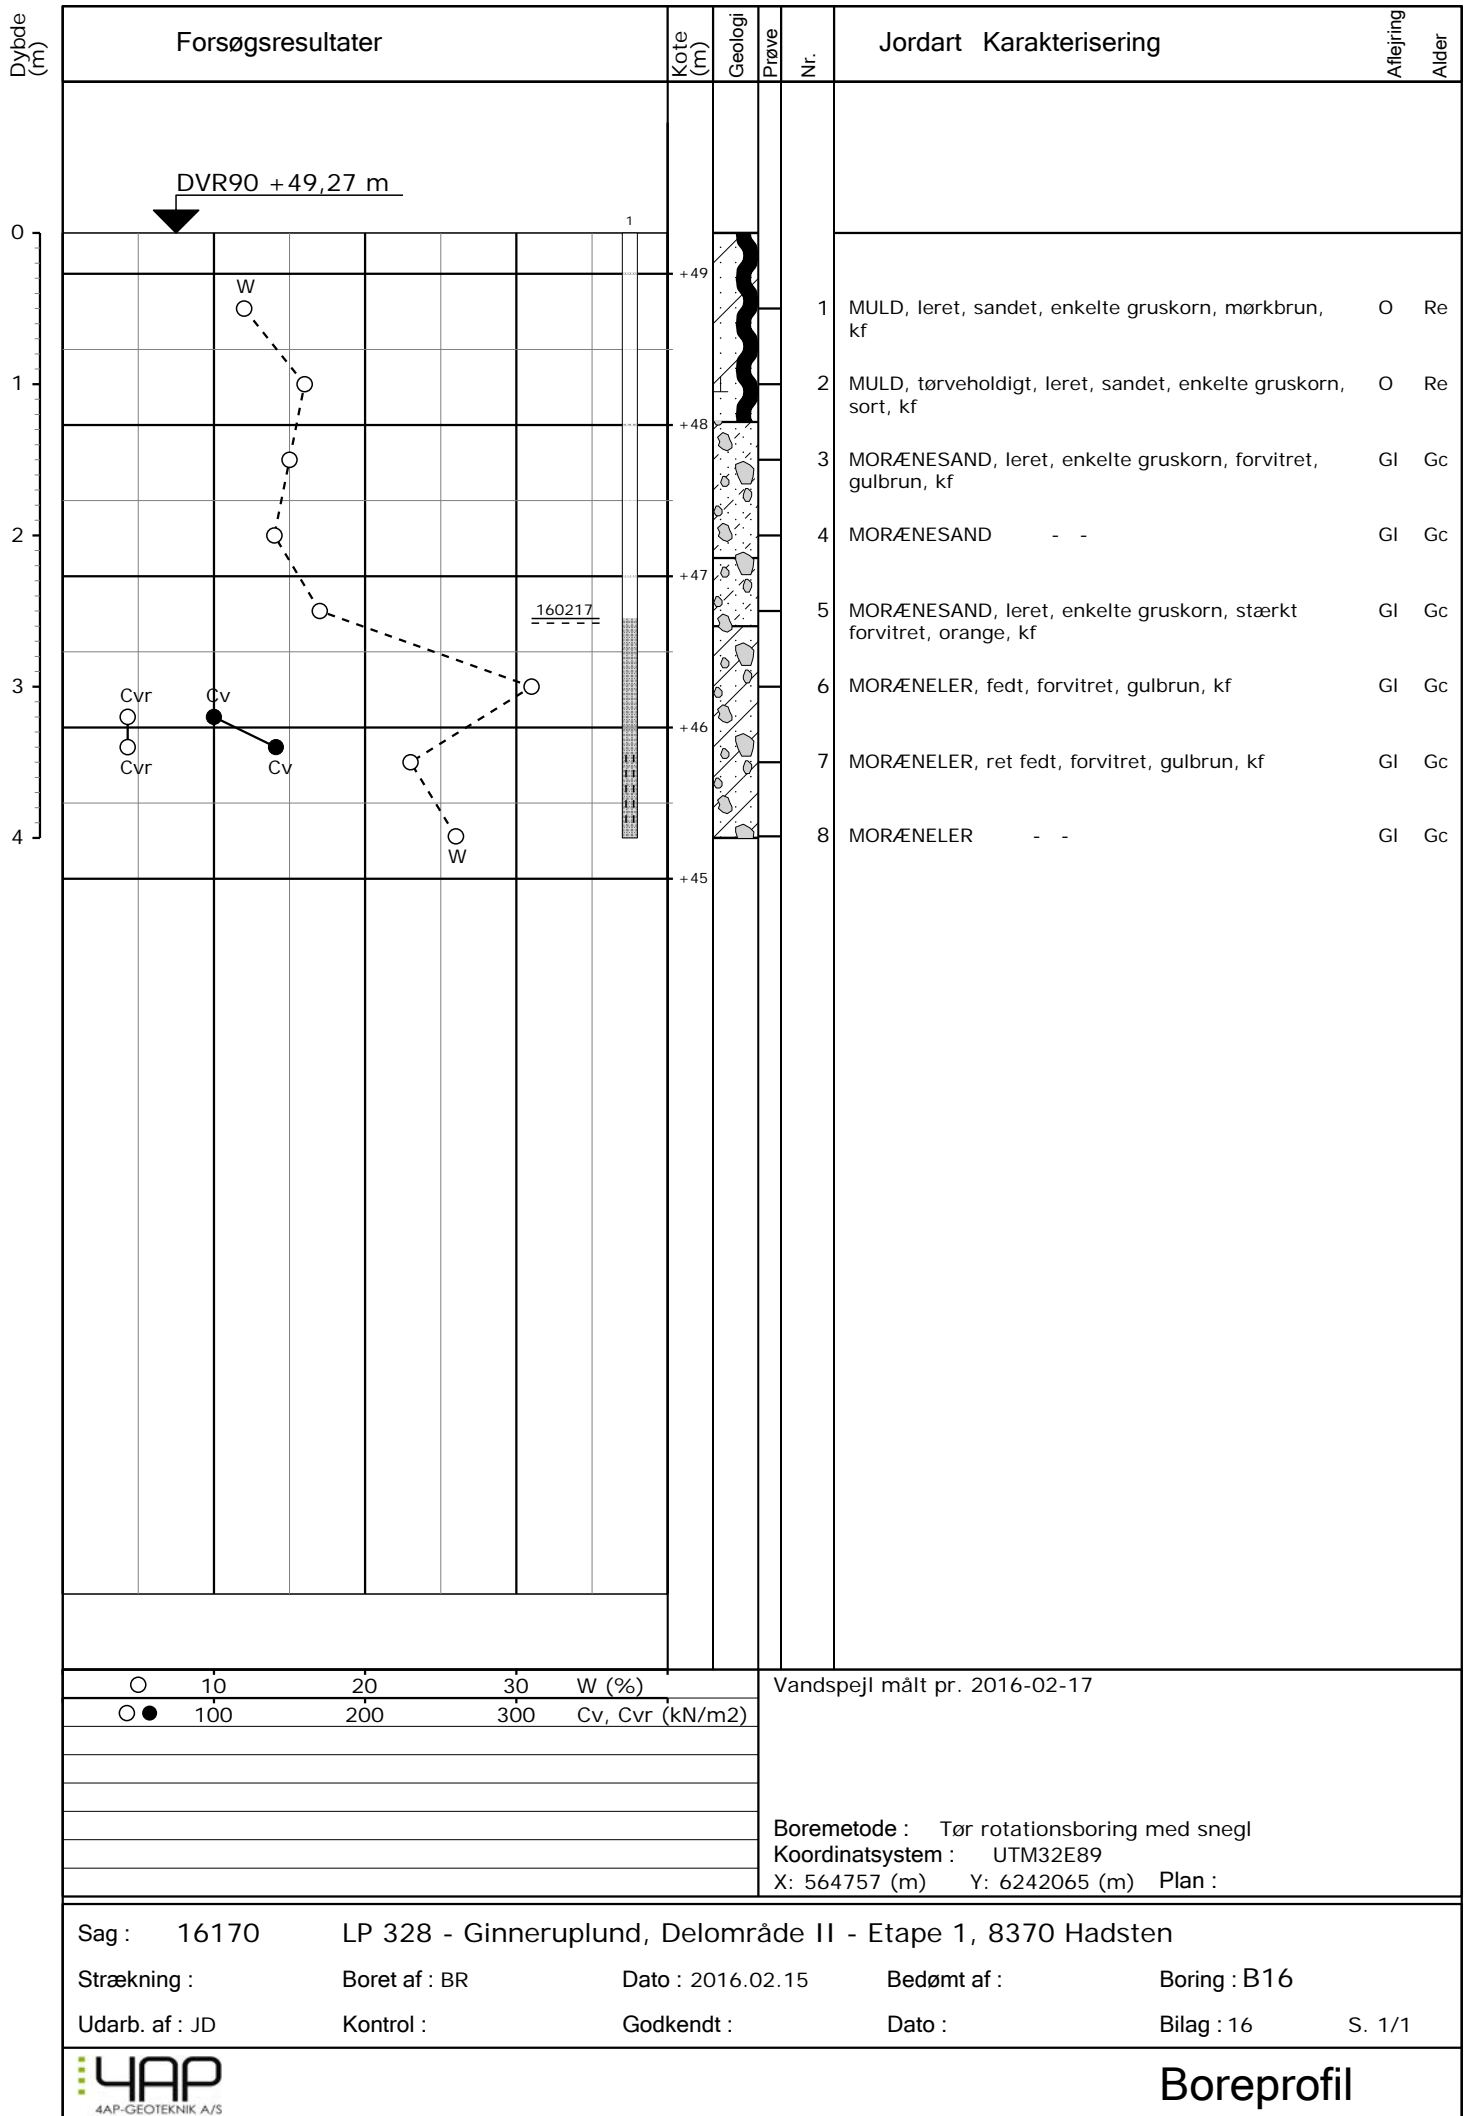 Dybde (m)
Forsøgsresultater
Kote (m)
Geologi
Prøve
Nr.
Jordart Karakterisering
Aflejring
Alder
DVR90 +49,27 m
1
0
+49
W
1 MULD, leret, sandet, enkelte gruskorn, mørkbrun, O Re
kf
1
2 MULD, tørveholdigt, leret, sandet, enkelte gruskorn, O Re
sort, kf
+48
3 MORÆNESAND, leret, enkelte gruskorn, forvitret, Gl Gc
gulbrun, kf
2
4 MORÆNESAND - - Gl Gc
+47
160217
5 MORÆNESAND, leret, enkelte gruskorn, stærkt Gl Gc
forvitret, orange, kf
3
6 MORÆNELER, fedt, forvitret, gulbrun, kf Gl Gc
Cvr Cv
+46
Cvr Cv
7 MORÆNELER, ret fedt, forvitret, gulbrun, kf Gl Gc
4
8 MORÆNELER - - Gl Gc
W
+45
10 20 30 W (%)
100 200 300 Cv, Cvr (kN/m2)
Vandspejl målt pr. 2016-02-17
Boremetode : Tør rotationsboring med snegl
Koordinatsystem : UTM32E89
X: 564757 (m) Y: 6242065 (m) Plan :
Sag : 16170 LP 328 - Ginneruplund, Delområde II - Etape 1, 8370 Hadsten
Strækning : Boret af : BR Dato : 2016.02.15 Bedømt af : Boring : B16
Udarb. af : JD Kontrol : Godkendt : Dato : Bilag : 16 S. 1/1
4AP
4AP-GEOTEKNIK A/S
Boreprofil